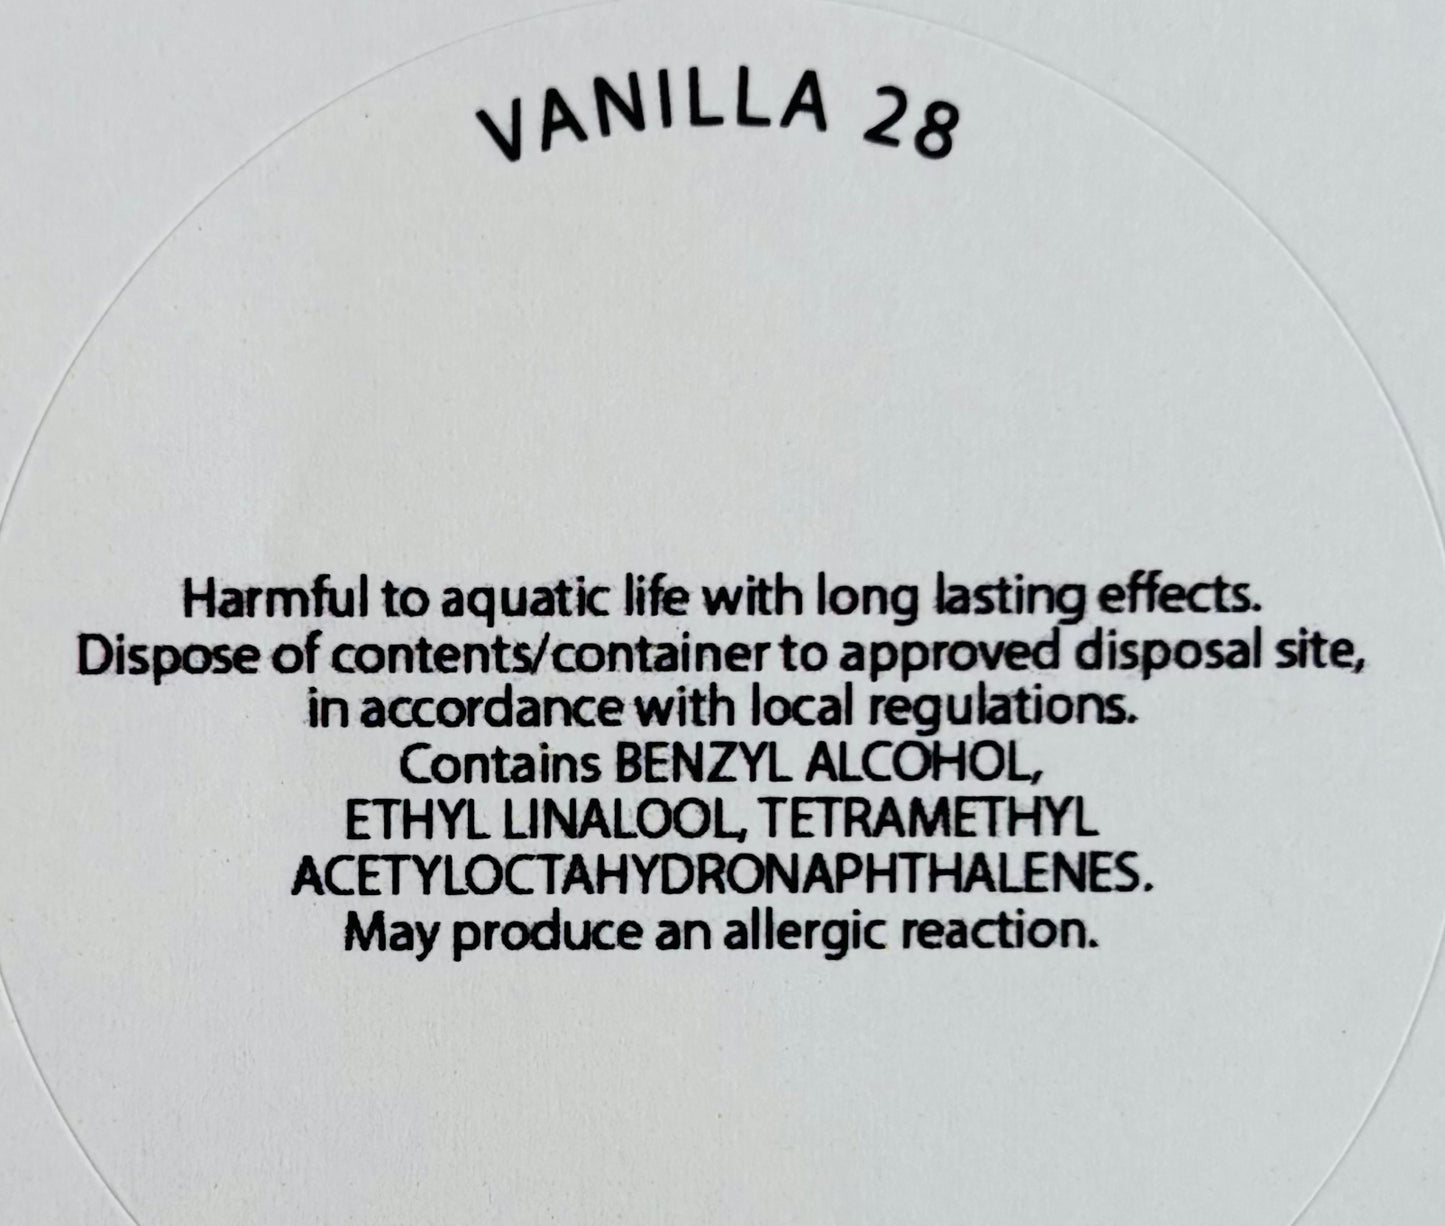 VANILLA 28
Harmful to aquatic life with long lasting effects.
Dispose of contents/container to approved disposal site,
in accordance with local regulations.
Contains BENZYL ALCOHOL,
ETHYL LINALOOL, TETRAMETHYL
ACETYLOCTAHYDRONAPHTHALENES.
May produce an allergic reaction.